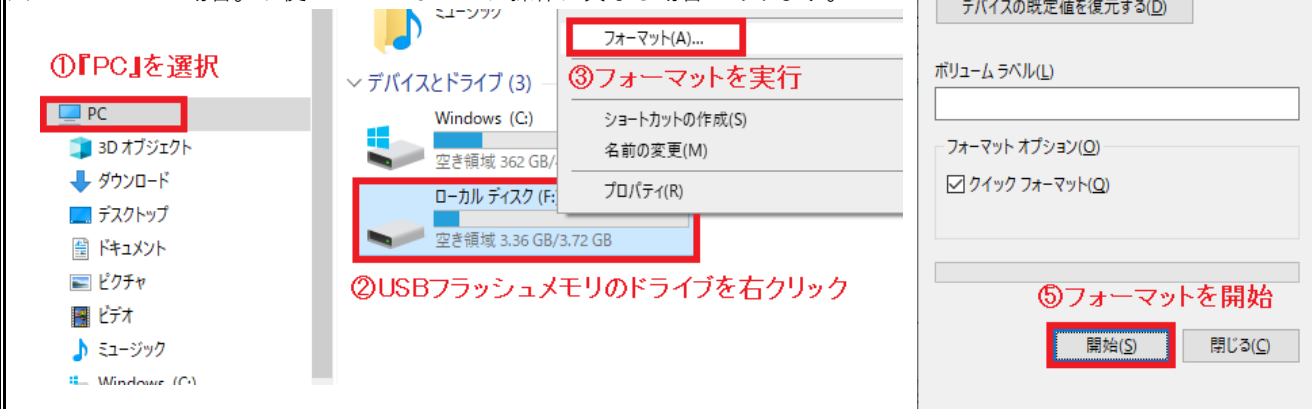 ①『PC』を選択
PC
3D オブジェクト
ダウンロード
デスクトップ
ドキュメント
ピクチャ
ビデオ
ミュージック
Windows (C:)
ミュージック
デバイスとドライブ (3)
Windows (C:)
空き領域 362 GB/
ローカル ディスク (F:
空き領域 3.36 GB/3.72 GB
②USBフラッシュメモリのドライブを右クリック
フォーマット(A)...
③フォーマットを実行
ショートカットの作成(S)
名前の変更(M)
プロパティ(R)
デバイスの既定値を復元する(D)
ボリューム ラベル(L)
フォーマット オプション(O)
クイック フォーマット(Q)
⑤フォーマットを開始
開始(S)
閉じる(C)